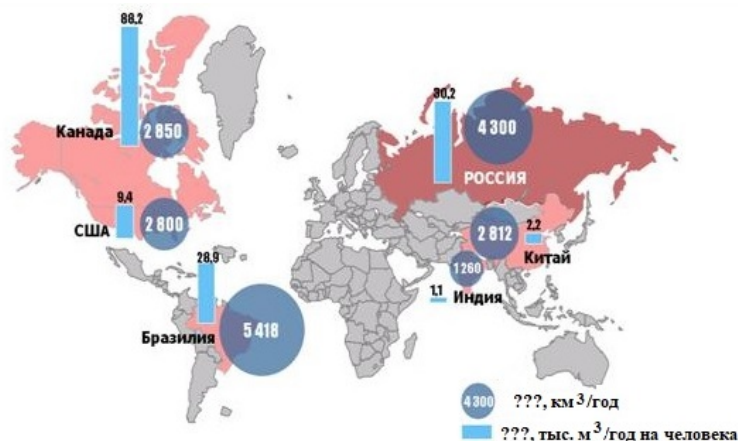 88,2
Канада
2 850
30,2
4 300
РОССИЯ
9,4
США
2 800
2 812
2,2
Китай
1 260
1,1
Индия
28,9
Бразилия
5 418
4 300 ???, км³/год
???, тыс. м³/год на человека